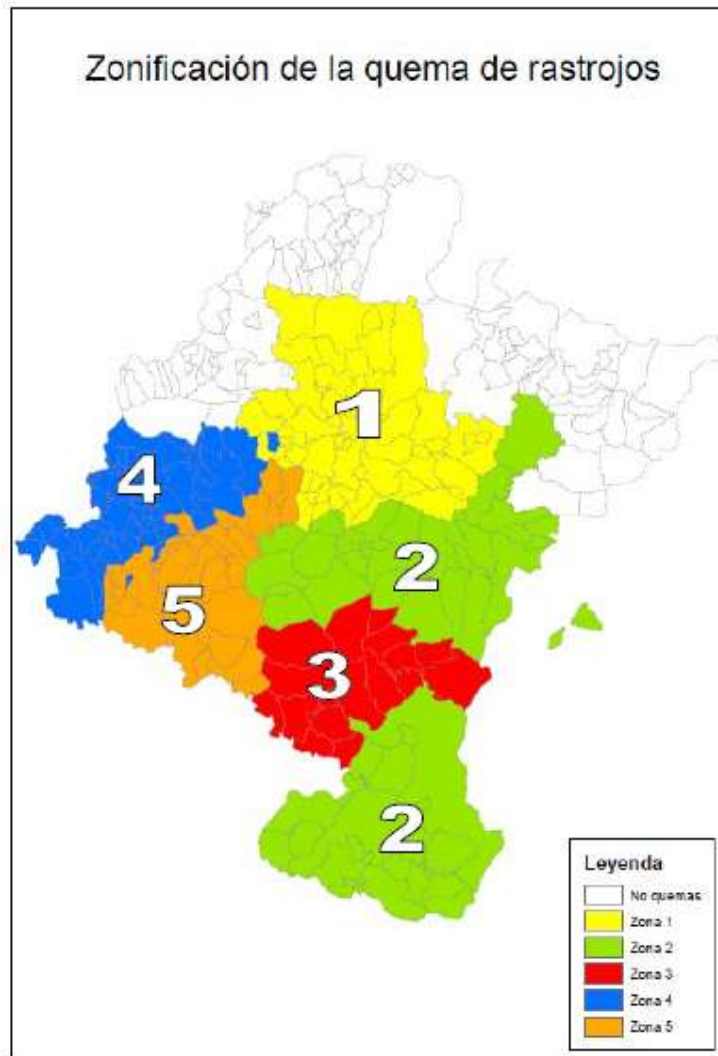 Zonificación de la quema de rastrojos
1
4
2
5
3
2
Leyenda
No quemas
Zona 1
Zona 2
Zona 3
Zona 4
Zona 5